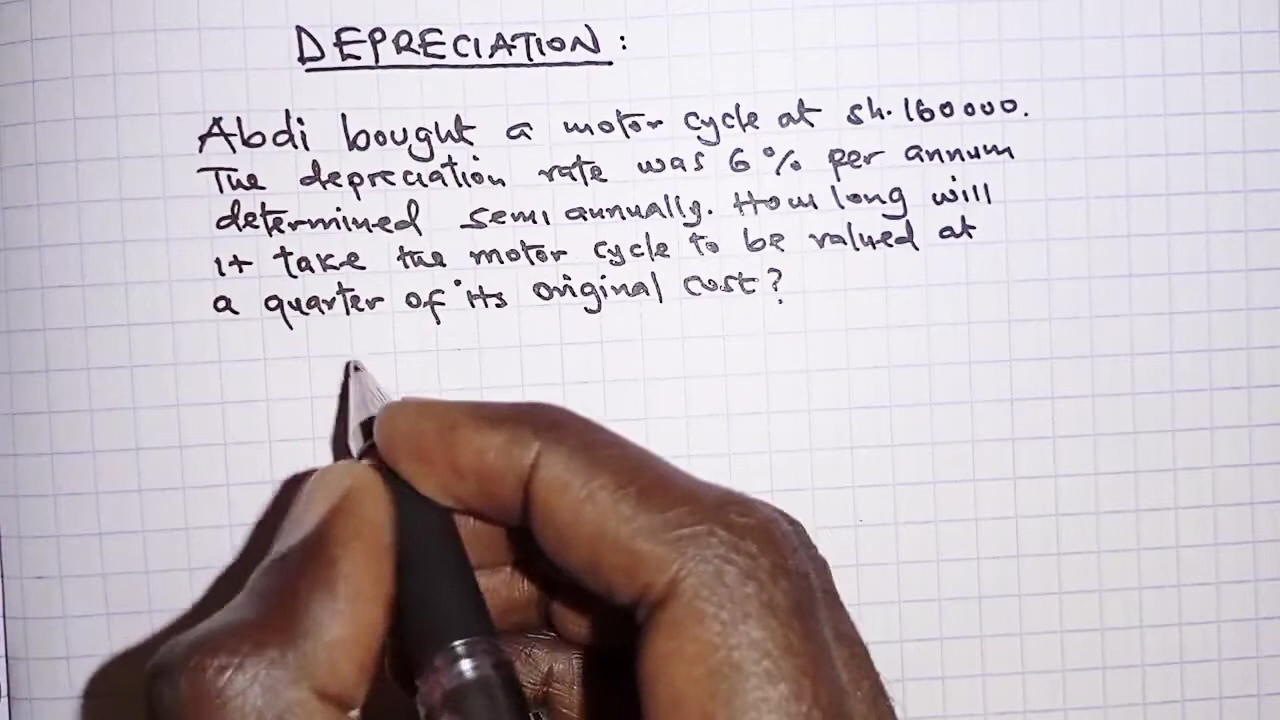 DEPRECIATION:
Abdi bought a motor cycle at sh. 160000.
The depreciation rate was 6% per annum
determined semi annually. How long will
it take the motor cycle to be valued at
a quarter of its original cost?